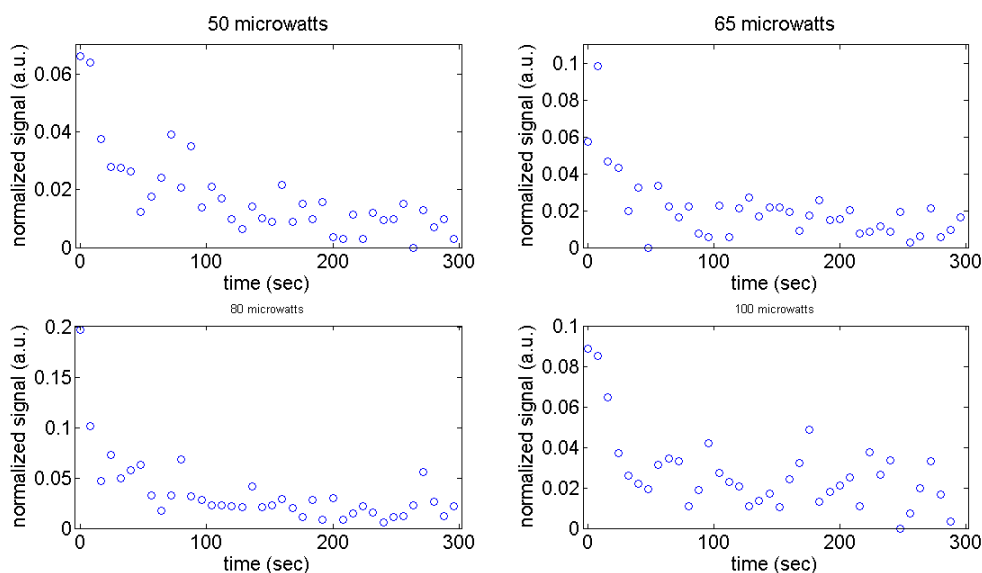 50 microwatts
normalized signal (a.u.)
0.06
0.04
0.02
0
0 100 200 300
time (sec)
65 microwatts
normalized signal (a.u.)
0.1
0.08
0.06
0.04
0.02
0
0 100 200 300
time (sec)
80 microwatts
normalized signal (a.u.)
0.2
0.15
0.1
0.05
0
0 100 200 300
time (sec)
100 microwatts
normalized signal (a.u.)
0.1
0.08
0.06
0.04
0.02
0
0 100 200 300
time (sec)